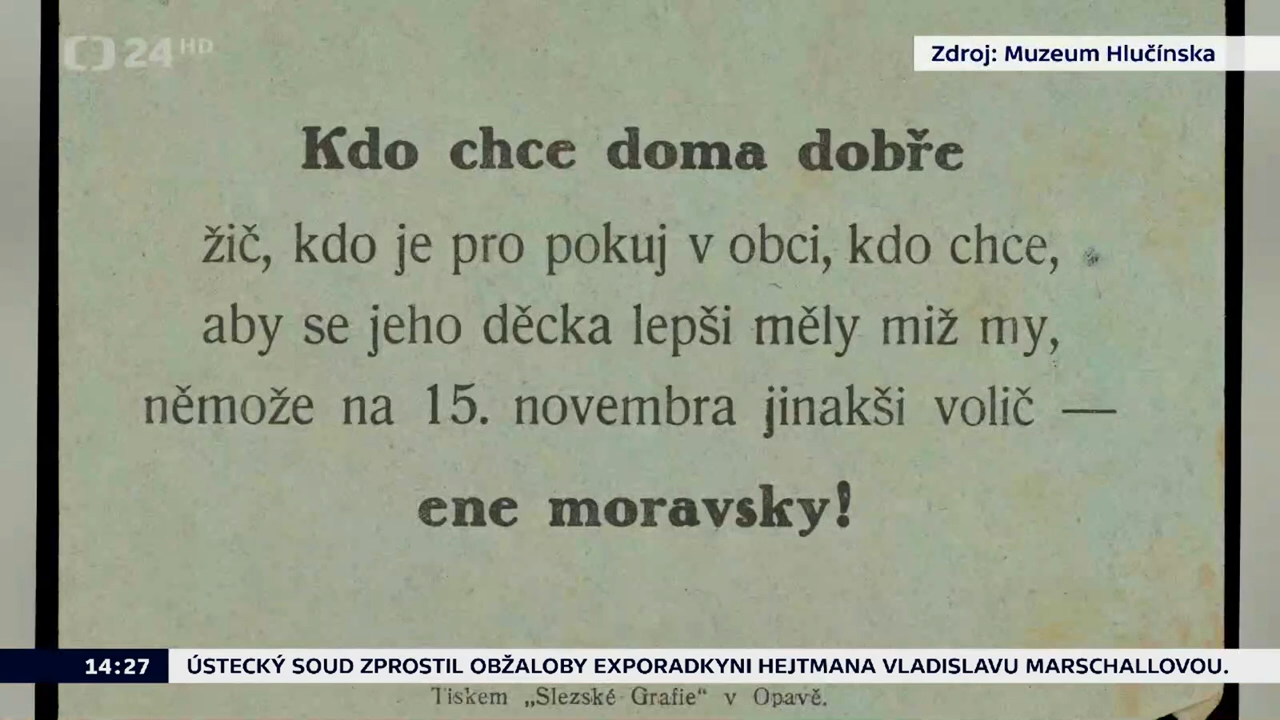 ČT 24 HD
Zdroj: Muzeum Hlučínska
Kdo chce doma dobře
žič, kdo je pro pokuj v obci, kdo chce,
aby se jeho děcka lepši měly miž my,
němože na 15. novembra jinakši volič —
ene moravsky!
14:27 ÚSTECKÝ SOUD ZPROSTIL OBŽALOBY EXPORADKYNI HEJTMANA VLADISLAVU MARSCHALLOVOU.
Tiskem „Slezské Grafie“ v Opavě.